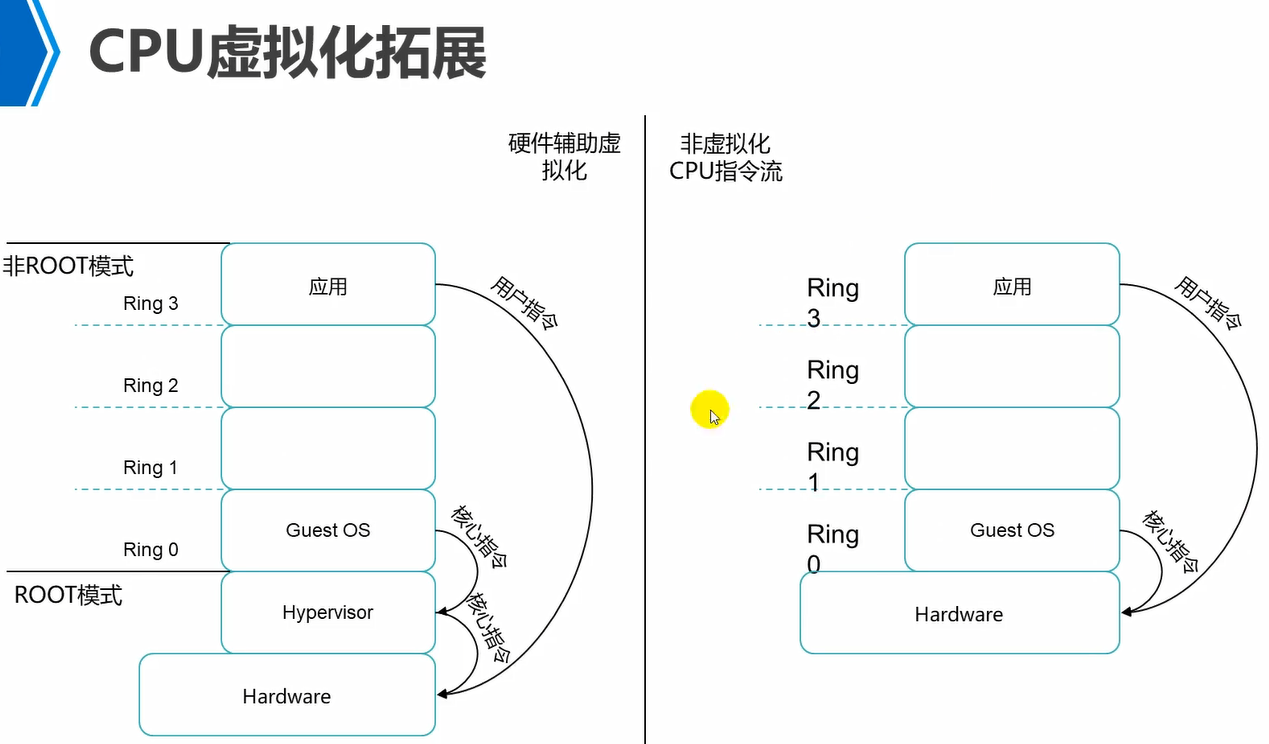 CPU虚拟化拓展
硬件辅助虚
拟化
非ROOT模式
应用
用户指令
Ring 3
Ring 2
Ring 1
Guest OS
核心指令
Ring 0
ROOT模式
Hypervisor
核心指令
Hardware
非虚拟化
CPU指令流
应用
用户指令
Ring
3
Ring
2
Ring
1
Guest OS
核心指令
Ring
0
Hardware